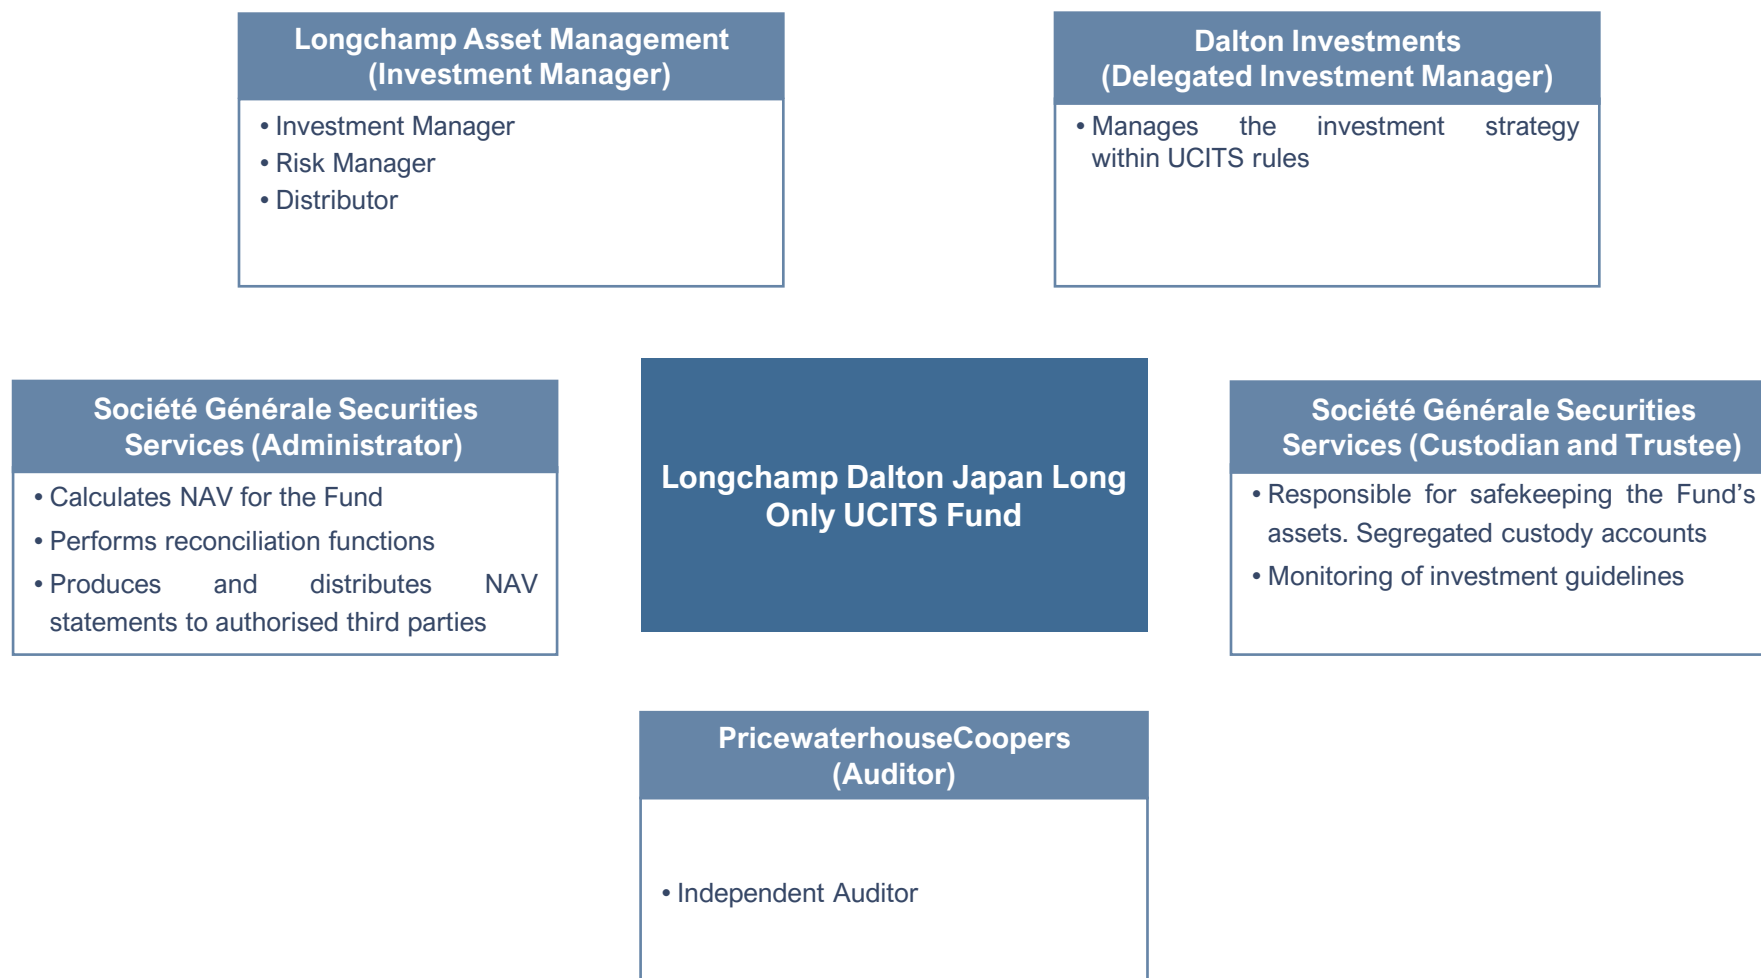 Longchamp Asset Management
(Investment Manager)
• Investment Manager
• Risk Manager
• Distributor
Dalton Investments
(Delegated Investment Manager)
• Manages the investment strategy
within UCITS rules
Société Générale Securities
Services (Administrator)
• Calculates NAV for the Fund
• Performs reconciliation functions
• Produces and distributes NAV
statements to authorised third parties
Longchamp Dalton Japan Long
Only UCITS Fund
Société Générale Securities
Services (Custodian and Trustee)
• Responsible for safekeeping the Fund’s
assets. Segregated custody accounts
• Monitoring of investment guidelines
PricewaterhouseCoopers
(Auditor)
• Independent Auditor